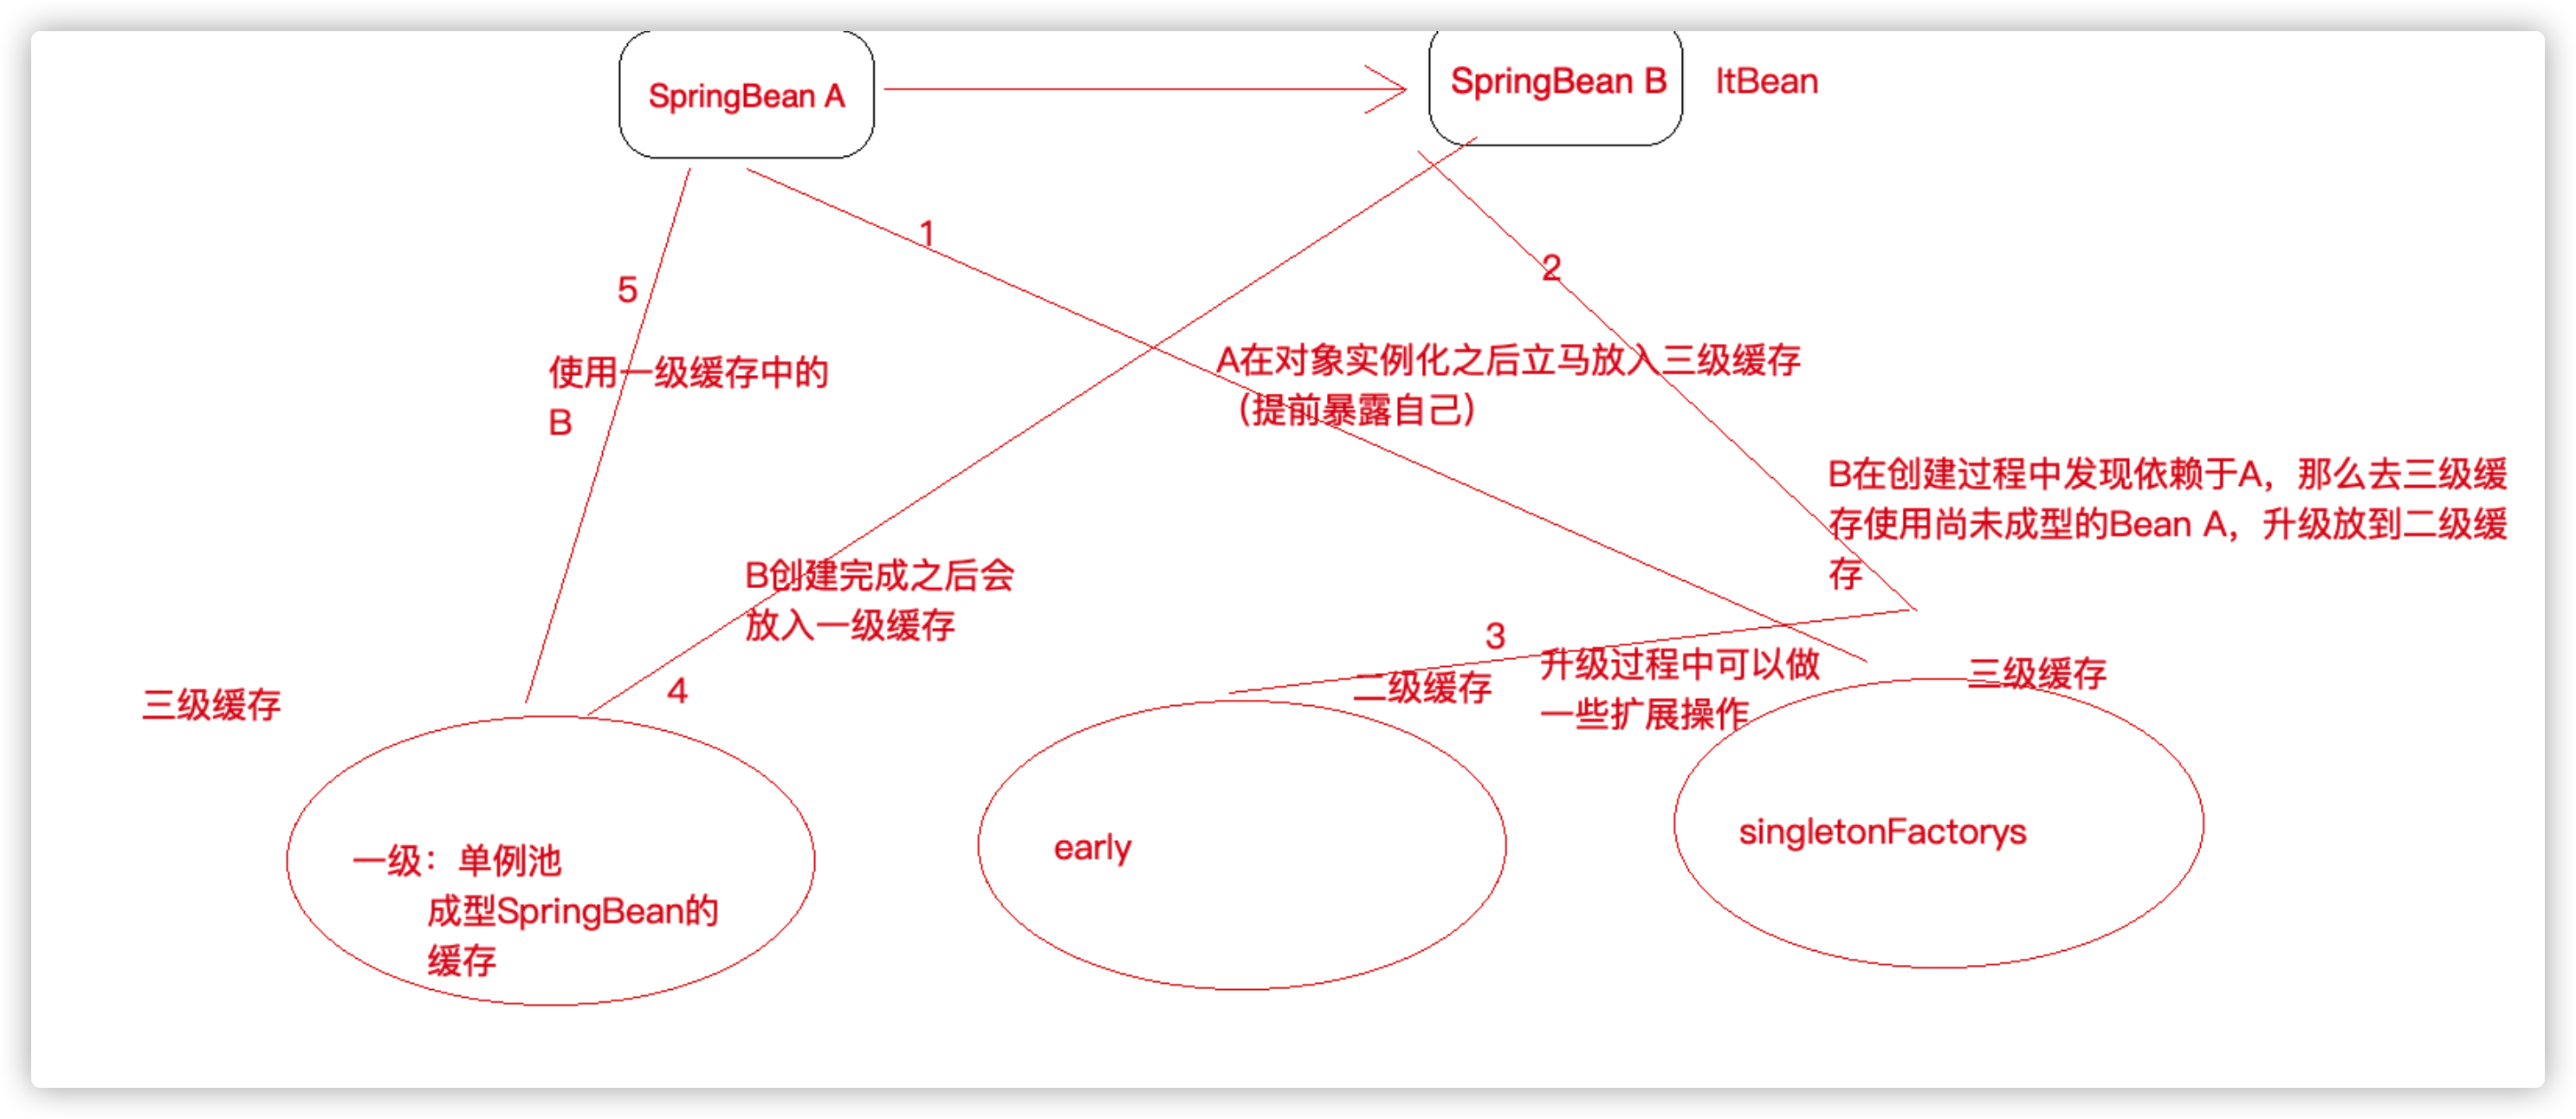 SpringBean A
SpringBean B
ItBean
1
2
5
使用一级缓存中的
B
A在对象实例化之后立马放入三级缓存
（提前暴露自己）
B在创建过程中发现依赖于A，那么去三级缓
存使用尚未成型的Bean A，升级放到二级缓
存
B创建完成之后会
放入一级缓存
4
3
升级过程中可以做
一些扩展操作
三级缓存
二级缓存
三级缓存
一级：单例池
成型SpringBean的
缓存
early
singletonFactorys